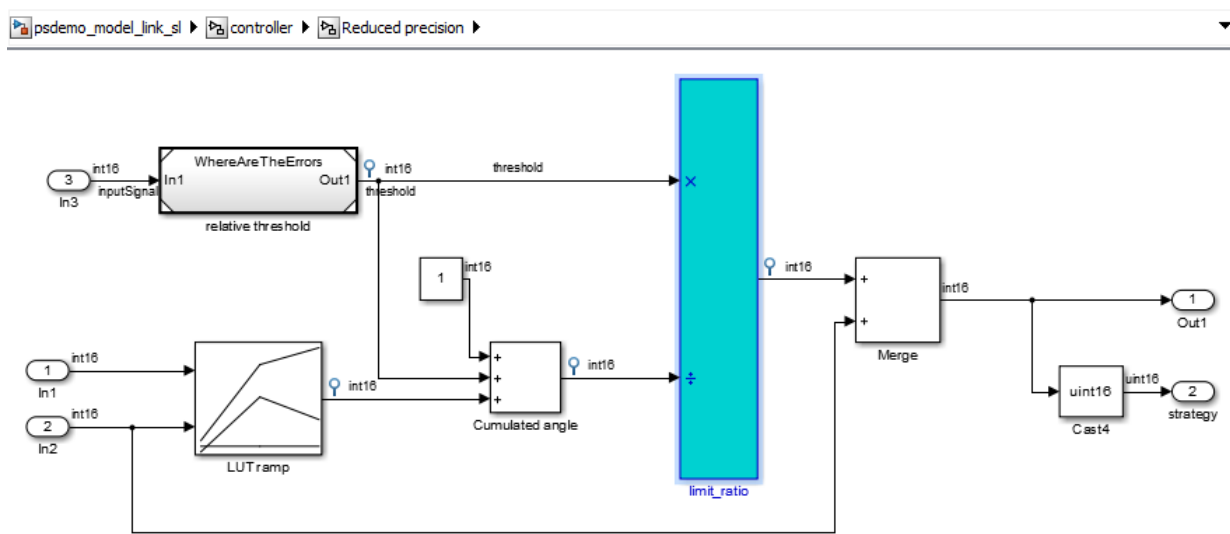 psdemo_model_link_sl controller Reduced precision
WhereAreTheErrors
3
int16
In1
Out1
int16
threshold
inputSignal
threshold
In3
relative threshold
×
1
int16
int16
int16
+
+
Merge
int16
1
Out1
1
int16
In1
2
int16
In2
LUT ramp
int16
+
+
+
Cumulated angle
int16
÷
uint16
uint16
2
strategy
Cast4
limit_ratio